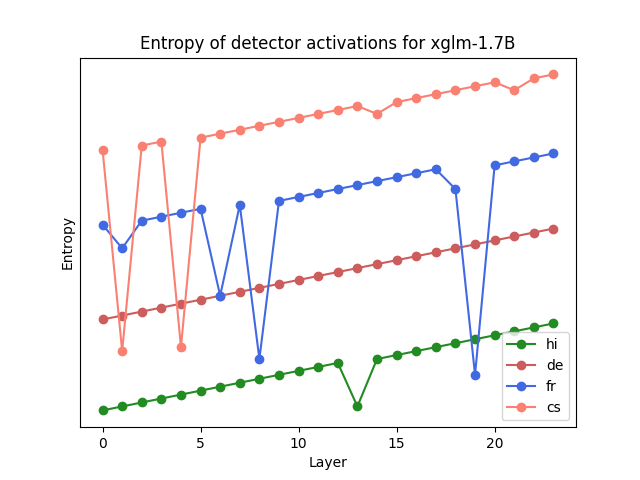 Entropy of detector activations for xglm-1.7B
Entropy
hi
de
fr
cs
0 5 10 15 20
Layer